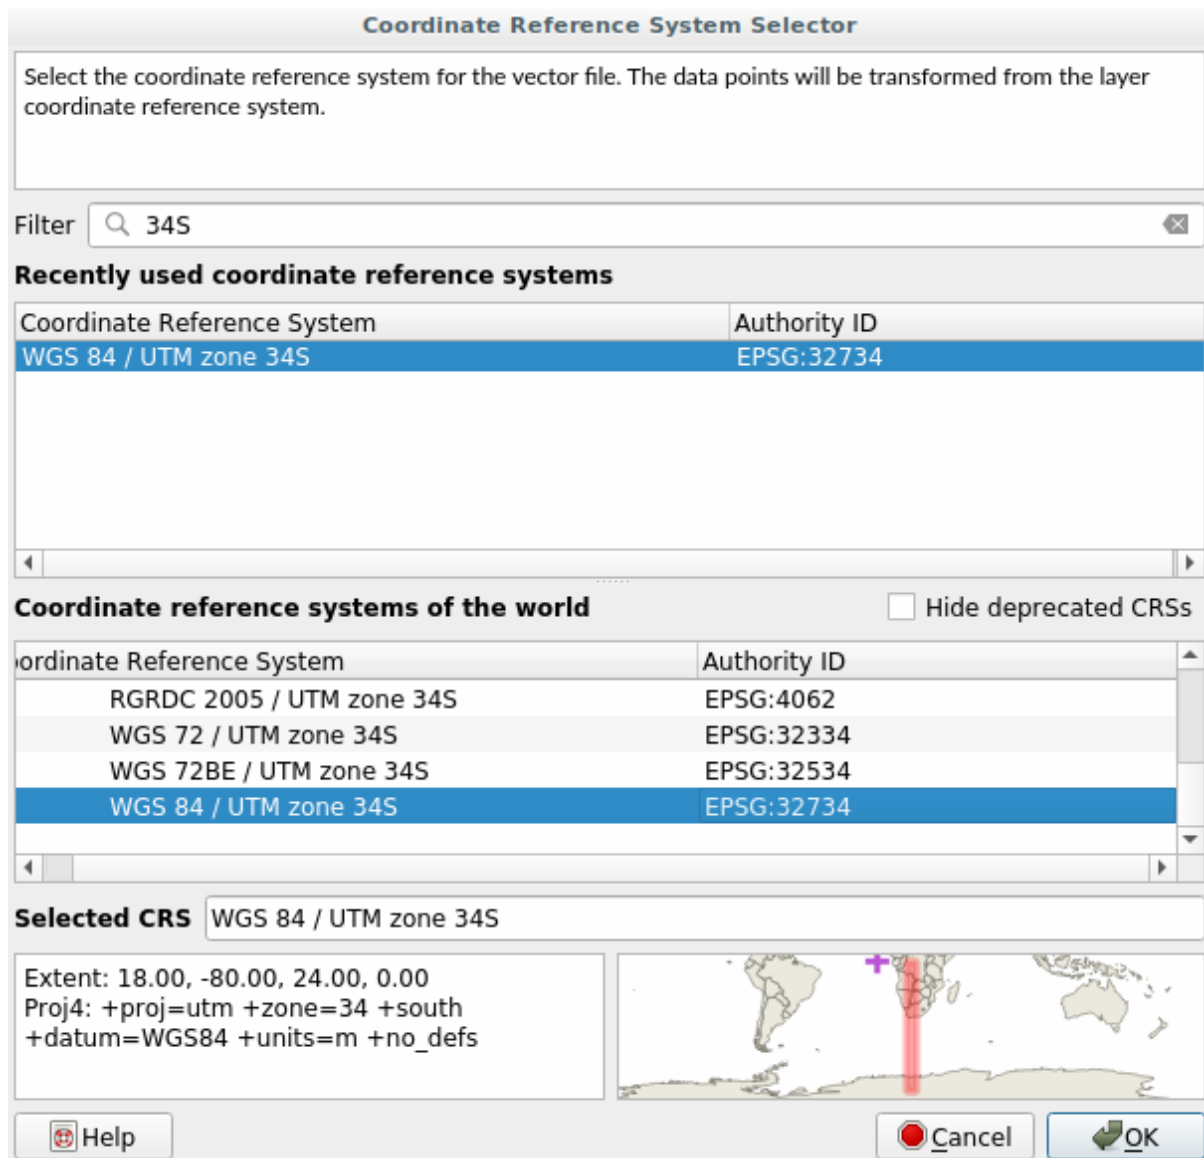 Coordinate Reference System Selector
Select the coordinate reference system for the vector file. The data points will be transformed from the layer
coordinate reference system.
Filter 34S
Recently used coordinate reference systems
Coordinate Reference System Authority ID
WGS 84 / UTM zone 34S EPSG:32734
Coordinate reference systems of the world Hide deprecated CRSs
ordinate Reference System Authority ID
RGRDC 2005 / UTM zone 34S EPSG:4062
WGS 72 / UTM zone 34S EPSG:32334
WGS 72BE / UTM zone 34S EPSG:32534
WGS 84 / UTM zone 34S EPSG:32734
Selected CRS WGS 84 / UTM zone 34S
Extent: 18.00, -80.00, 24.00, 0.00
Proj4: +proj=utm +zone=34 +south
+datum=WGS84 +units=m +no_defs
Help Cancel OK